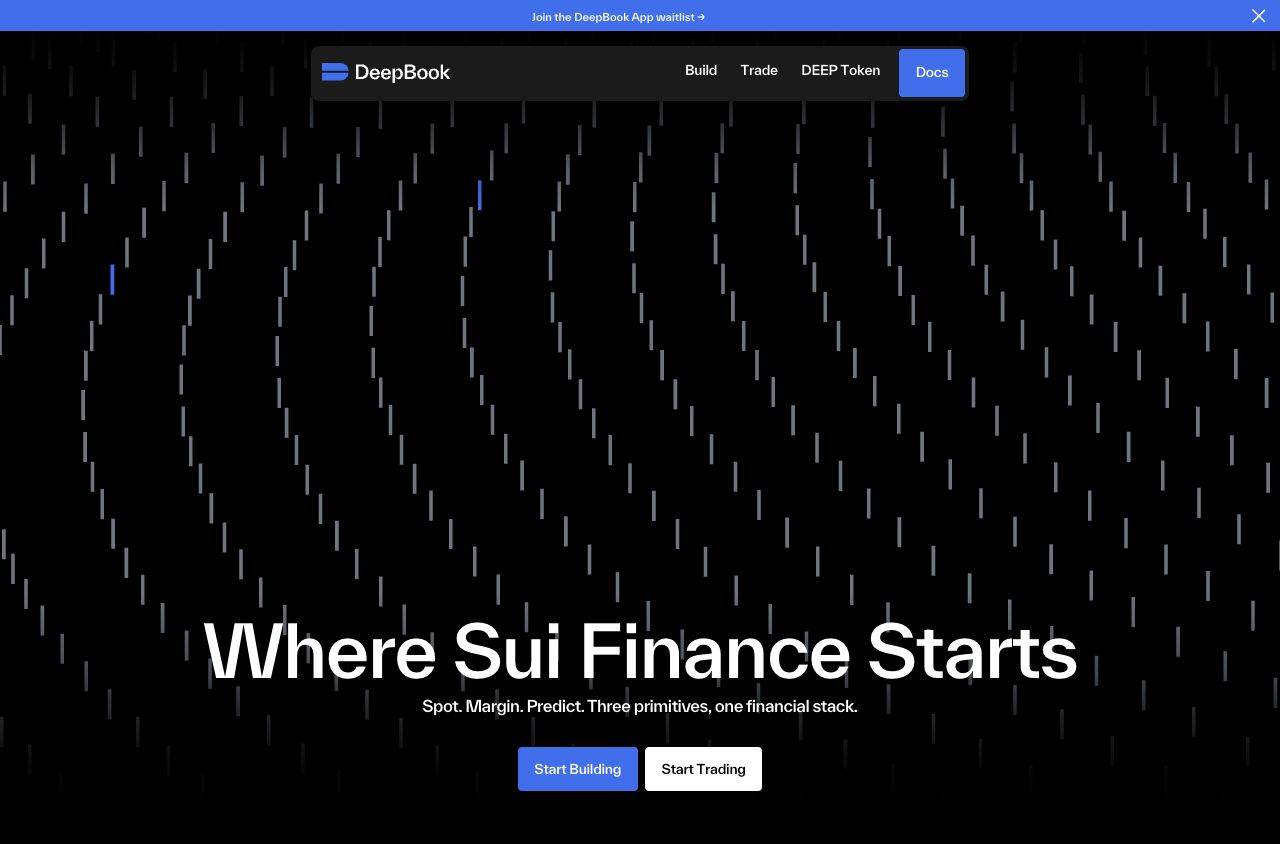 Join the DeepBook App waitlist →
DeepBook
Build
Trade
DEEP Token
Docs
Where Sui Finance Starts
Spot. Margin. Predict. Three primitives, one financial stack.
Start Building
Start Trading